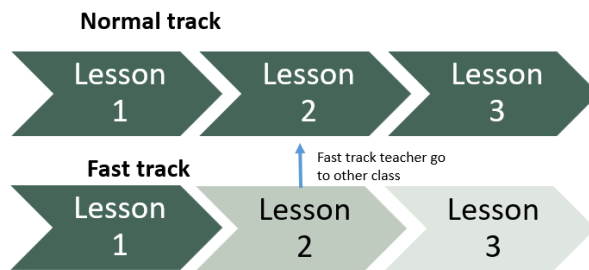 Normal track
Lesson
1
Lesson
2
Lesson
3
Fast track
Fast track teacher go
to other class
Lesson
1
Lesson
2
Lesson
3